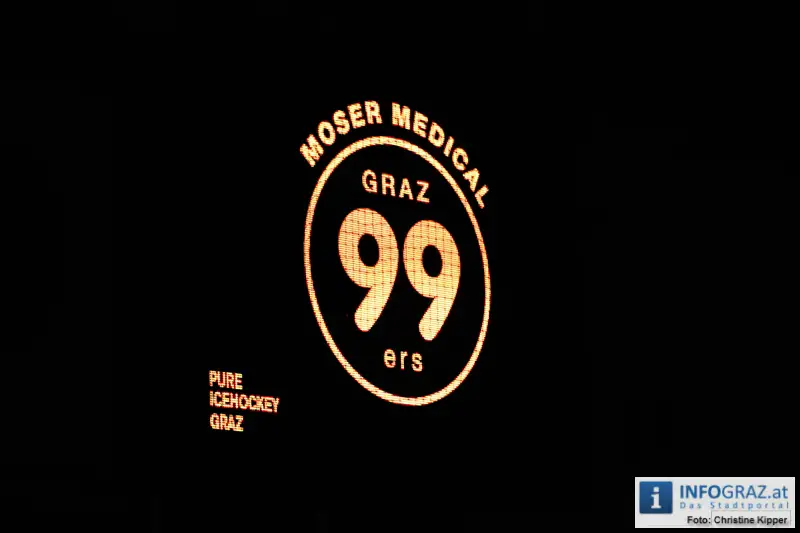 MOSER MEDICAL
GRAZ
99
ers
PURE
ICEHOCKEY
GRAZ
i INFOGRAZ.at
Das Stadtportal
Foto: Christine Kipper